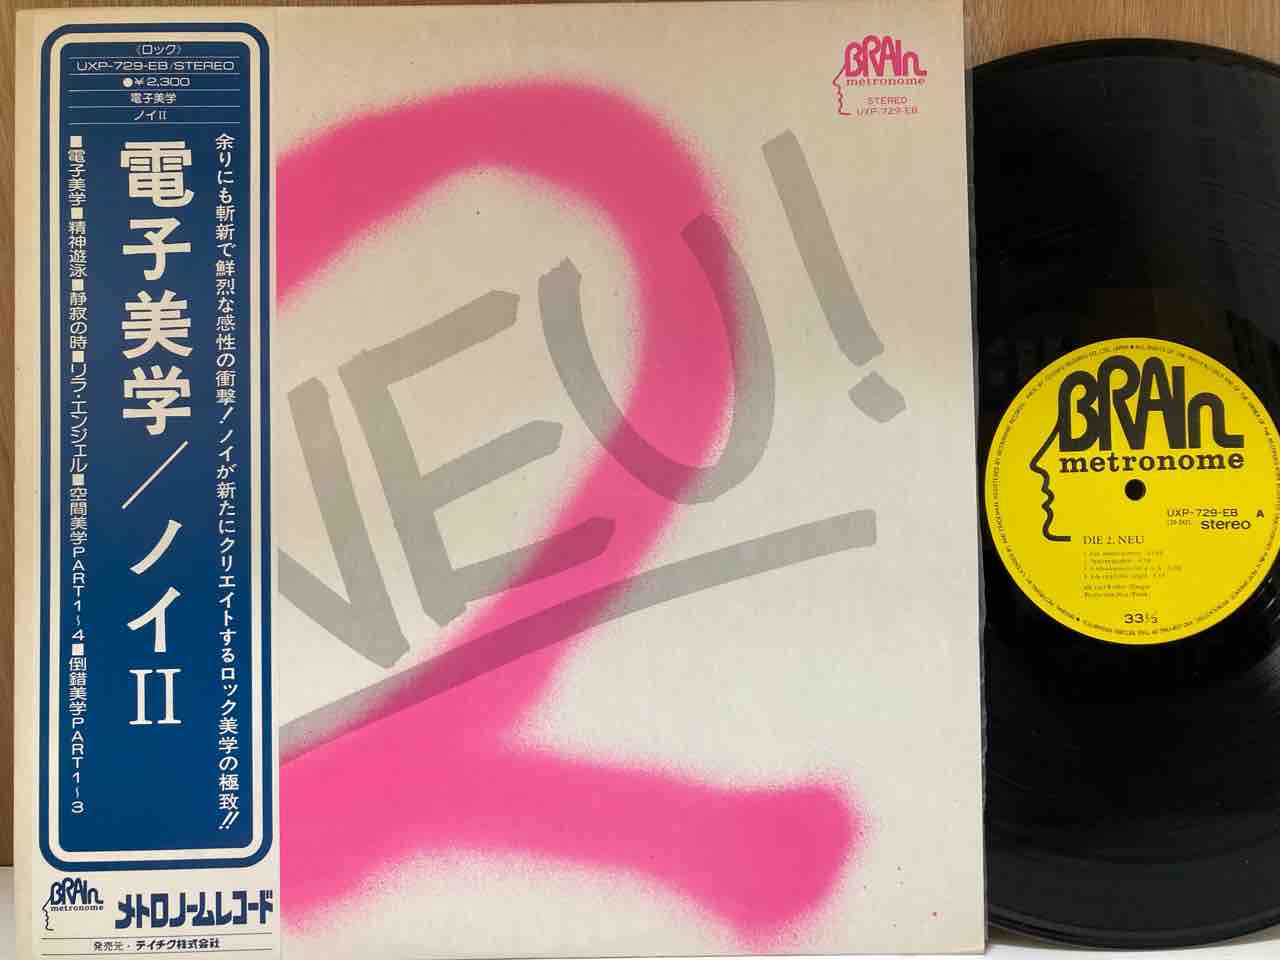 《ロック》
UXP-729-EB/STEREO
●¥2,300
電子美学
ノイII
余りにも斬新で鮮烈な感性の衝撃!ノイが新たにクリエイトするロック美学の極致!!
電子美学/ノイII
■電子美学■精神遊泳■静寂の時■リラ・エンジェル■空間美学PART1~4■倒錯美学PART1~3
BRAIn
metronome
メトロノームレコード
発売元・テイチク株式会社
NEU!
2
BRAIn
metronome
STEREO
UXP-729-EB
BRAIn
metronome
UXP-729-EB A
stereo
DIE 2. NEU
33 1/3